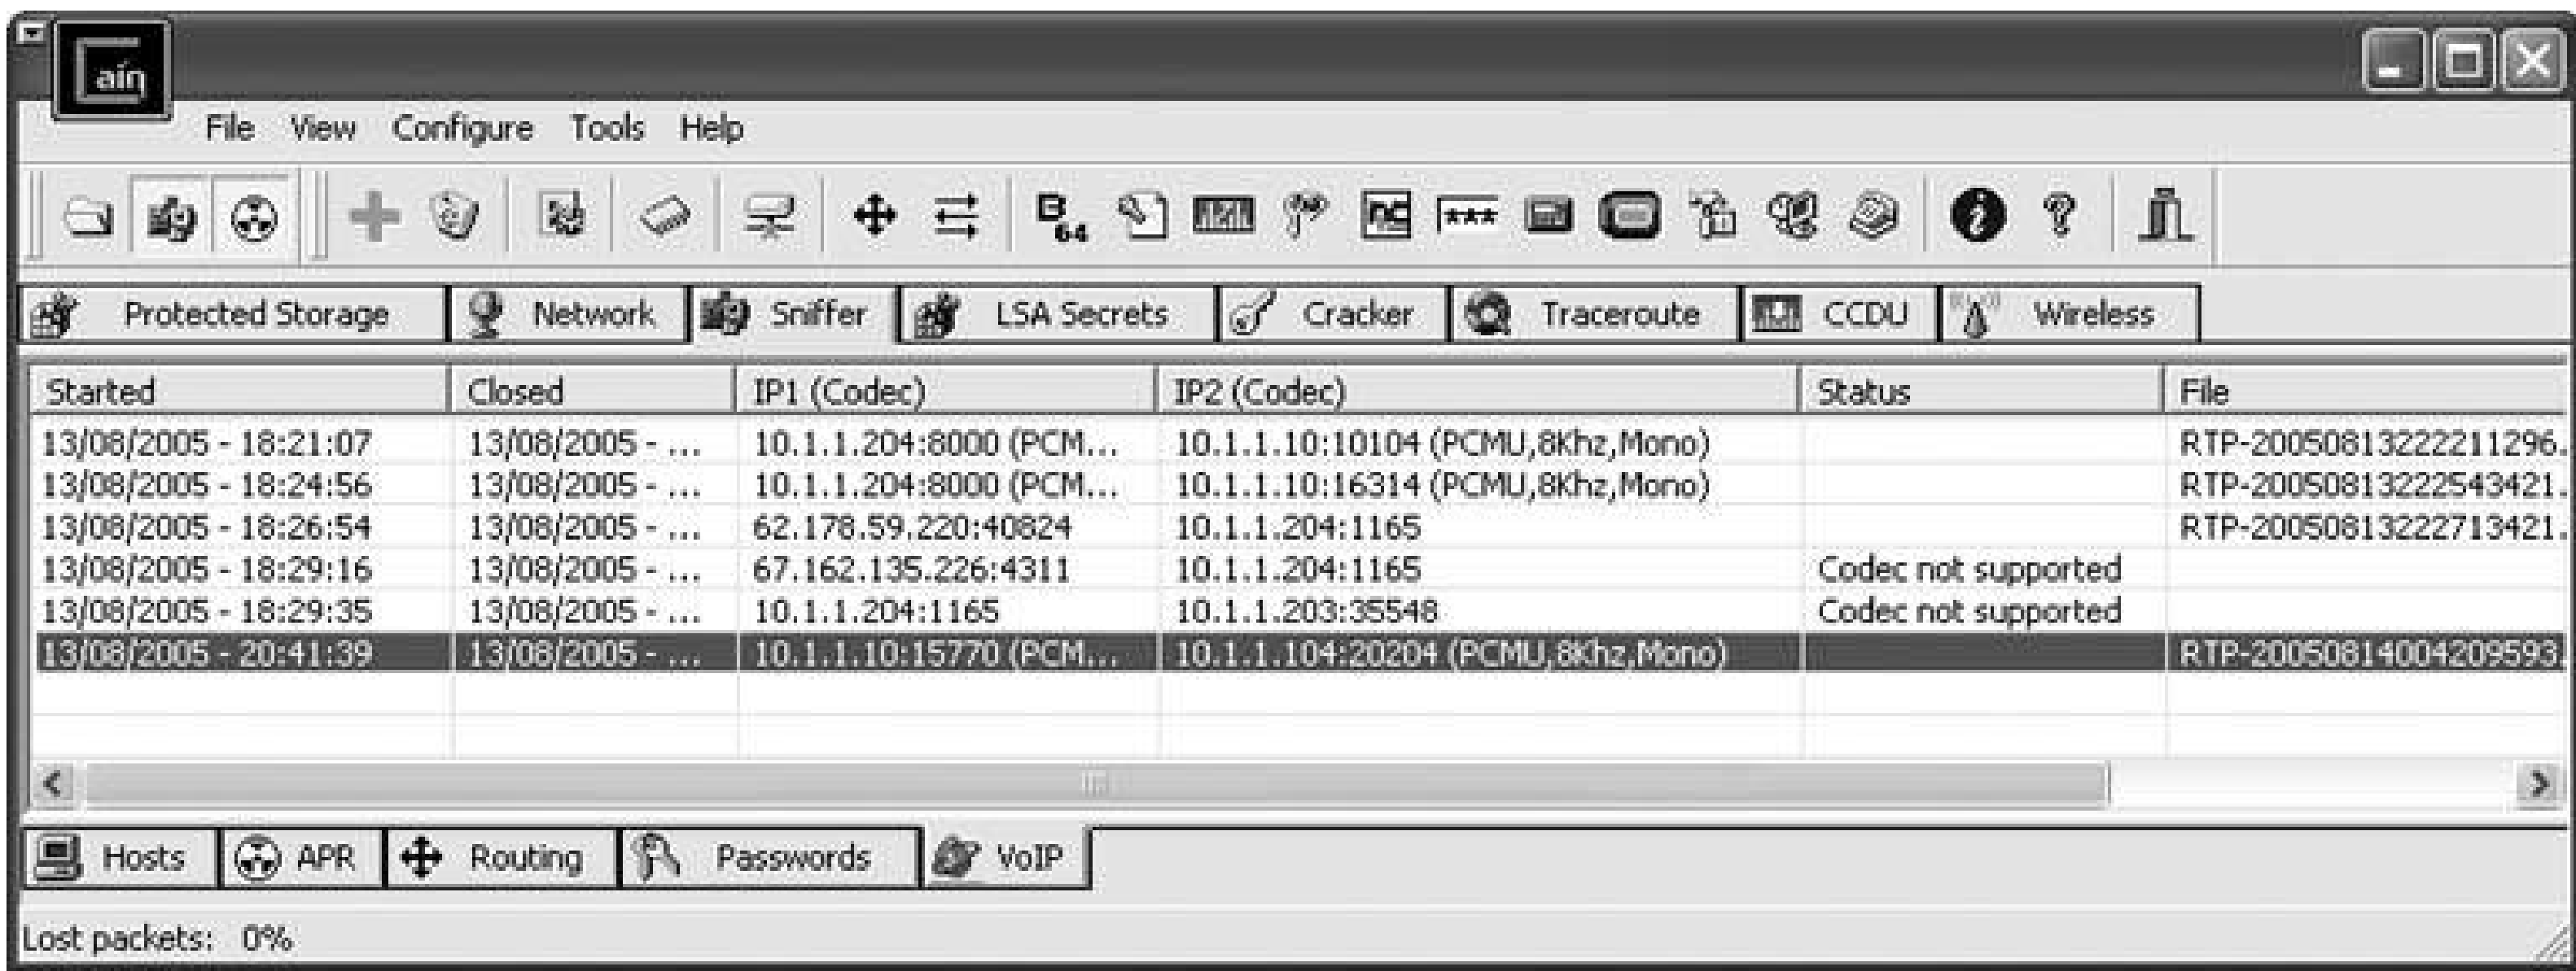 Cain
File View Configure Tools Help
B 64 nc ***
Protected Storage Network Sniffer LSA Secrets Cracker Traceroute CCDU Wireless
Started Closed IP1 (Codec) IP2 (Codec) Status File
13/08/2005 - 18:21:07 13/08/2005 - ... 10.1.1.204:8000 (PCM... 10.1.1.10:10104 (PCMU,8Khz,Mono) RTP-20050813222211296.
13/08/2005 - 18:24:56 13/08/2005 - ... 10.1.1.204:8000 (PCM... 10.1.1.10:16314 (PCMU,8Khz,Mono) RTP-20050813222543421.
13/08/2005 - 18:26:54 13/08/2005 - ... 62.178.59.220:40824 10.1.1.204:1165 RTP-20050813222713421.
13/08/2005 - 18:29:16 13/08/2005 - ... 67.162.135.226:4311 10.1.1.204:1165 Codec not supported
13/08/2005 - 18:29:35 13/08/2005 - ... 10.1.1.204:1165 10.1.1.203:35548 Codec not supported
13/08/2005 - 20:41:39 13/08/2005 - ... 10.1.1.10:15770 (PCM... 10.1.1.104:20204 (PCMU,8Khz,Mono) RTP-20050814004209593.
Hosts APR Routing Passwords VoIP
Lost packets: 0%